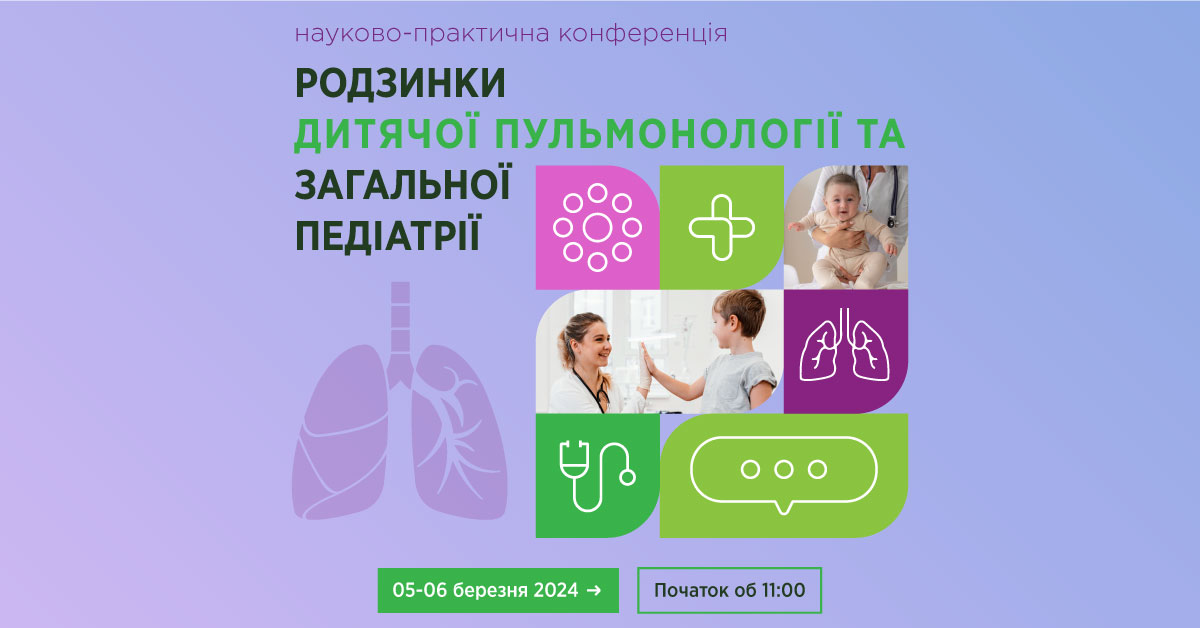 науково-практична конференція
РОДЗИНКИ
ДИТЯЧОЇ ПУЛЬМОНОЛОГІЇ ТА
ЗАГАЛЬНОЇ
ПЕДІАТРІЇ
05-06 березня 2024 →
Початок об 11:00